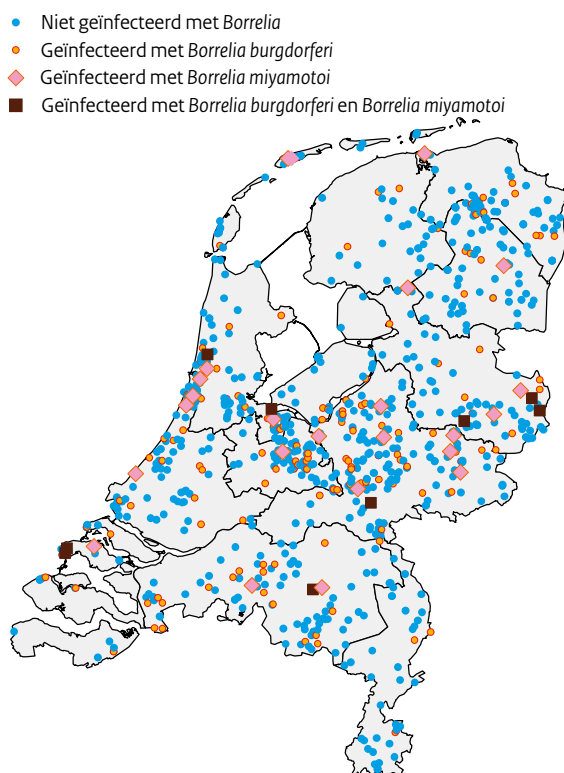 Niet geïnfecteerd met Borrelia
Geïnfecteerd met Borrelia burgdorferi
Geïnfecteerd met Borrelia miyamotoi
Geïnfecteerd met Borrelia burgdorferi en Borrelia miyamotoi